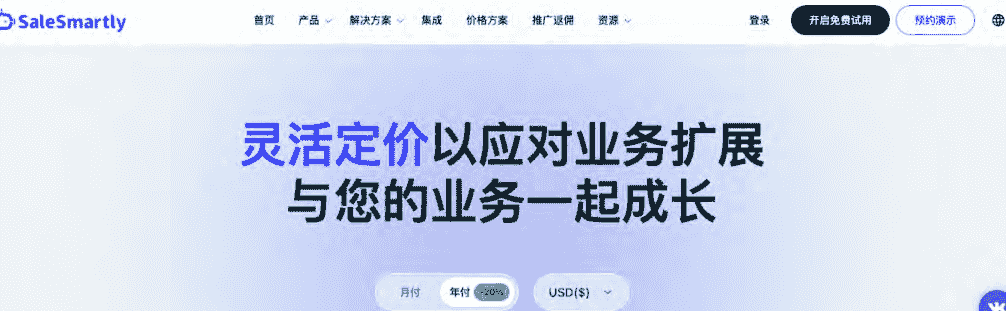 SaleSmartly 首页 产品 解决方案 集成 价格方案 推广返佣 资源 登录 开启免费试用 预约演示
灵活定价以应对业务扩展
与您的业务一起成长
月付 年付 -20% USD($)